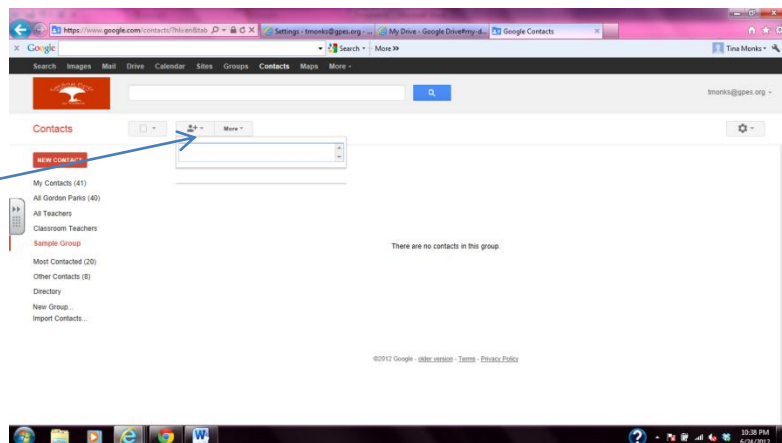 https://www.google.com/contacts/?hl=en&tab
Settings - tmonks@gpes.org - ...
My Drive - Google Drive#my-d...
Google Contacts
x Google
Search
More >>
Tina Monks
Search Images Mail Drive Calendar Sites Groups Contacts Maps More
tmonks@gpes.org
Contacts
More
NEW CONTACT
My Contacts (41)
All Gordon Parks (40)
All Teachers
Classroom Teachers
Sample Group
There are no contacts in this group.
Most Contacted (20)
Other Contacts (8)
Directory
New Group...
Import Contacts...
©2012 Google - older version - Terms - Privacy Policy
10:38 PM
6/24/2012